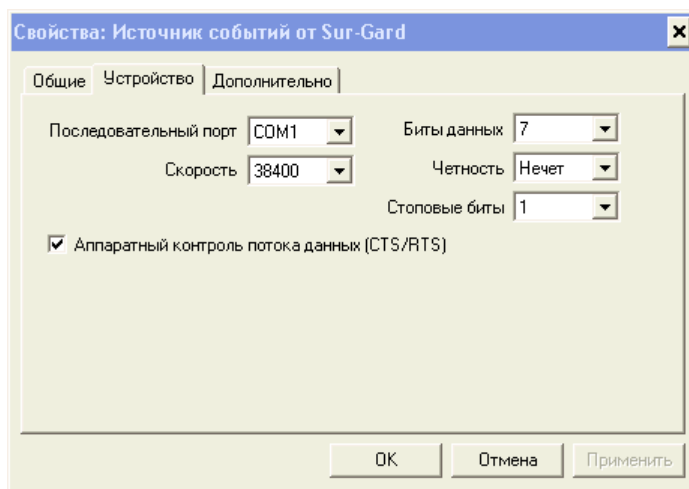 Свойства: Источник событий от Sur-Gard
Общие Устройство Дополнительно
Последовательный порт COM1 Биты данных 7
Скорость 38400 Четность Нечет
Стоповые биты 1
Аппаратный контроль потока данных (CTS/RTS)
OK Отмена Применить